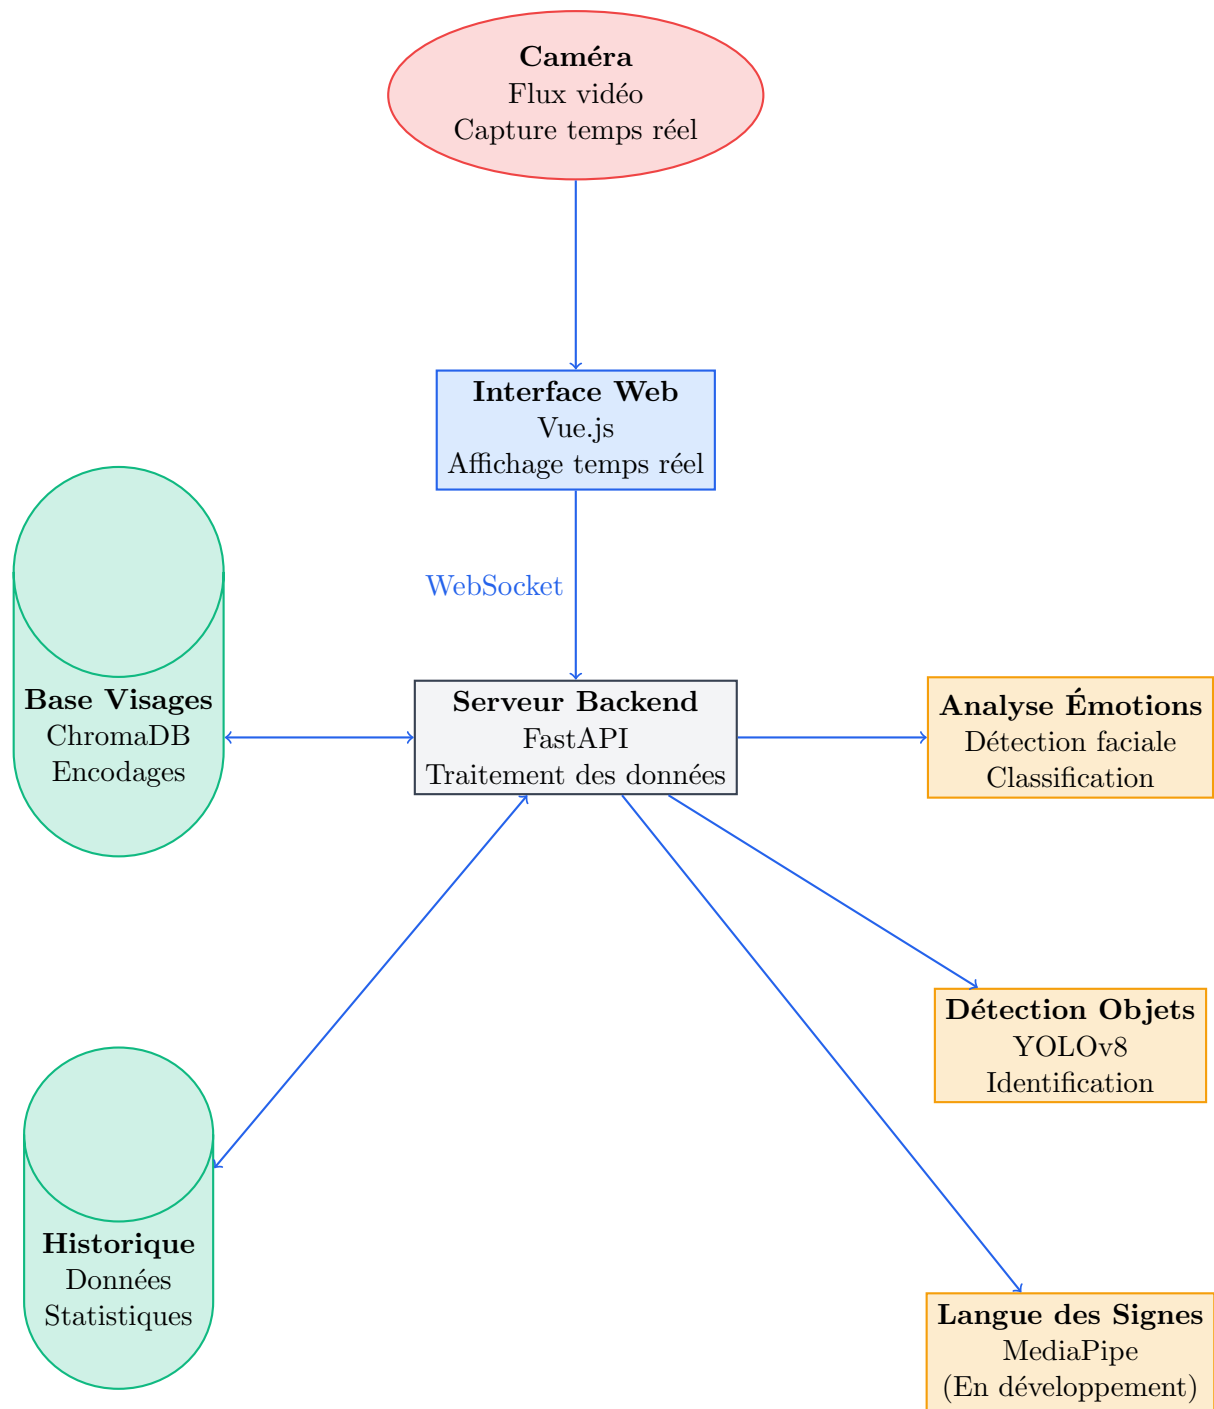 Caméra
Flux vidéo
Capture temps réel
Interface Web
Vue.js
Affichage temps réel
WebSocket
Base Visages
ChromaDB
Encodages
Serveur Backend
FastAPI
Traitement des données
Analyse Émotions
Détection faciale
Classification
Détection Objets
YOLOv8
Identification
Historique
Données
Statistiques
Langue des Signes
MediaPipe
(En développement)